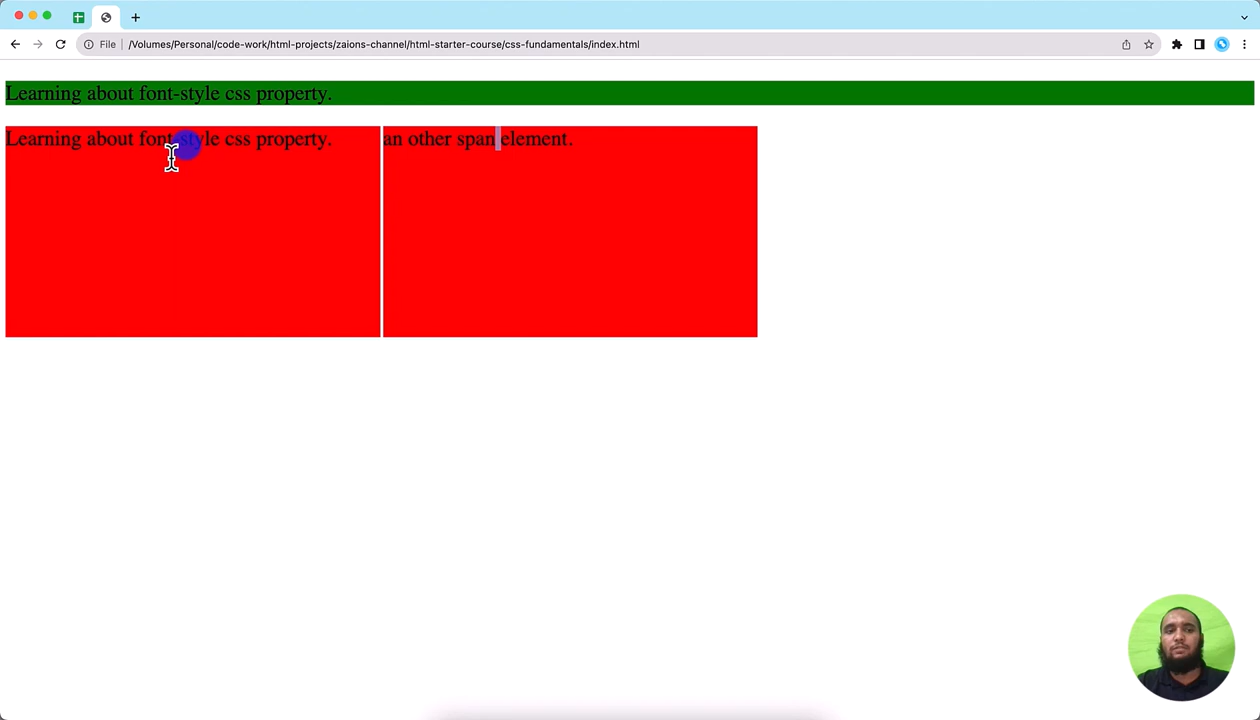 File
/Volumes/Personal/code-work/html-projects/zaions-channel/html-starter-course/css-fundamentals/index.html
Learning about font-style css property.
Learning about font-style css property. an other span element.